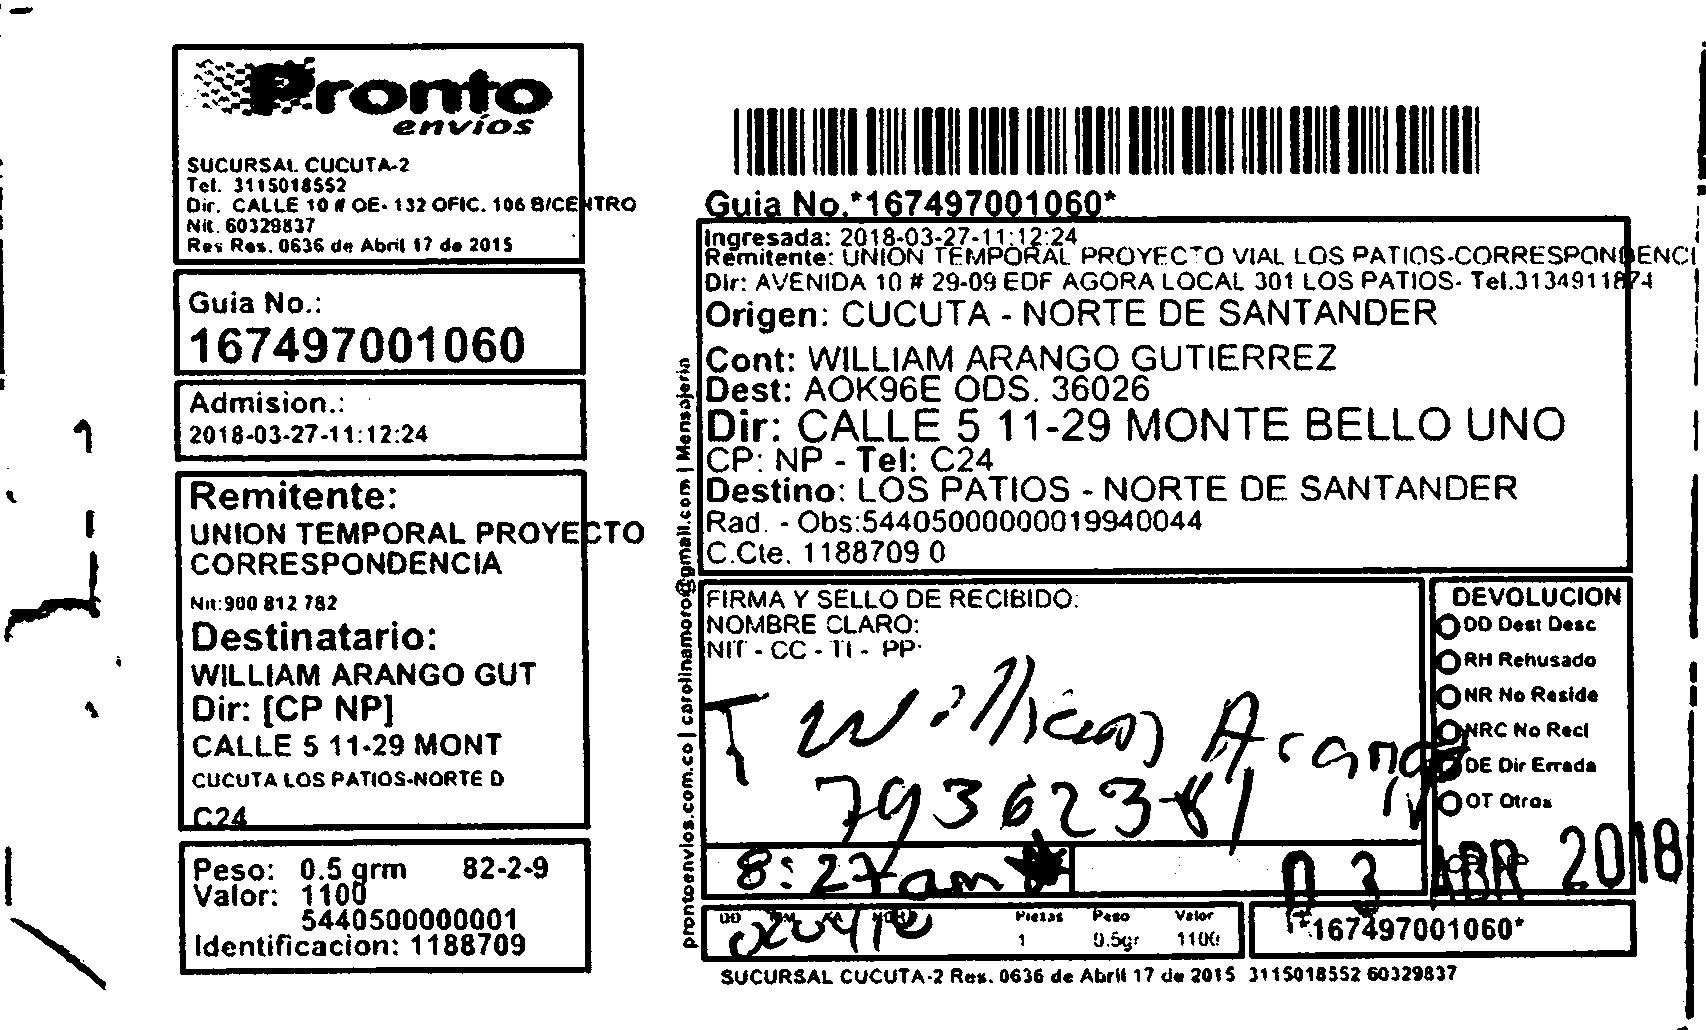 Pronto
envíos
SUCURSAL CUCUTA-2
Tel. 3115018552
Dir. CALLE 10 # OE- 132 OFIC. 106 B/CENTRO
Nit. 60329837
Res Res. 0636 de Abril 17 de 2015
Guia No.:
167497001060
Admision.:
2018-03-27-11:12:24
Remitente:
UNION TEMPORAL PROYECTO
CORRESPONDENCIA
Nit:900 812 782
Destinatario:
WILLIAM ARANGO GUT
Dir: [CP NP]
CALLE 5 11-29 MONT
CUCUTA LOS PATIOS-NORTE D
C24
Peso: 0.5 grm 82-2-9
Valor: 1100
5440500000001
Identificacion: 1188709
prontoenvios.com.co | carolinamoro@gmail.com | Mensajeria
Guia No.*167497001060*
Ingresada: 2018-03-27-11:12:24
Remitente: UNION TEMPORAL PROYECTO VIAL LOS PATIOS-CORRESPONDENCI
Dir: AVENIDA 10 # 29-09 EDF AGORA LOCAL 301 LOS PATIOS- Tel.3134911874
Origen: CUCUTA - NORTE DE SANTANDER
Cont: WILLIAM ARANGO GUTIERREZ
Dest: AOK96E ODS. 36026
Dir: CALLE 5 11-29 MONTE BELLO UNO
CP: NP - Tel: C24
Destino: LOS PATIOS - NORTE DE SANTANDER
Rad. - Obs:54405000000019940044
C.Cte. 1188709 0
FIRMA Y SELLO DE RECIBIDO:
NOMBRE CLARO:
NIT - CC - TI - PP:
William Arango
79362381
8:27am
03 ABR 2018
DEVOLUCION
DD Dest Desc
RH Rehusado
NR No Reside
NRC No Recl
DE Dir Errada
OT Otros
DD
Piezas Peso Valor
1 0.5gr 1100
*167497001060*
SUCURSAL CUCUTA-2 Res. 0636 de Abril 17 de 2015 3115018552 60329837